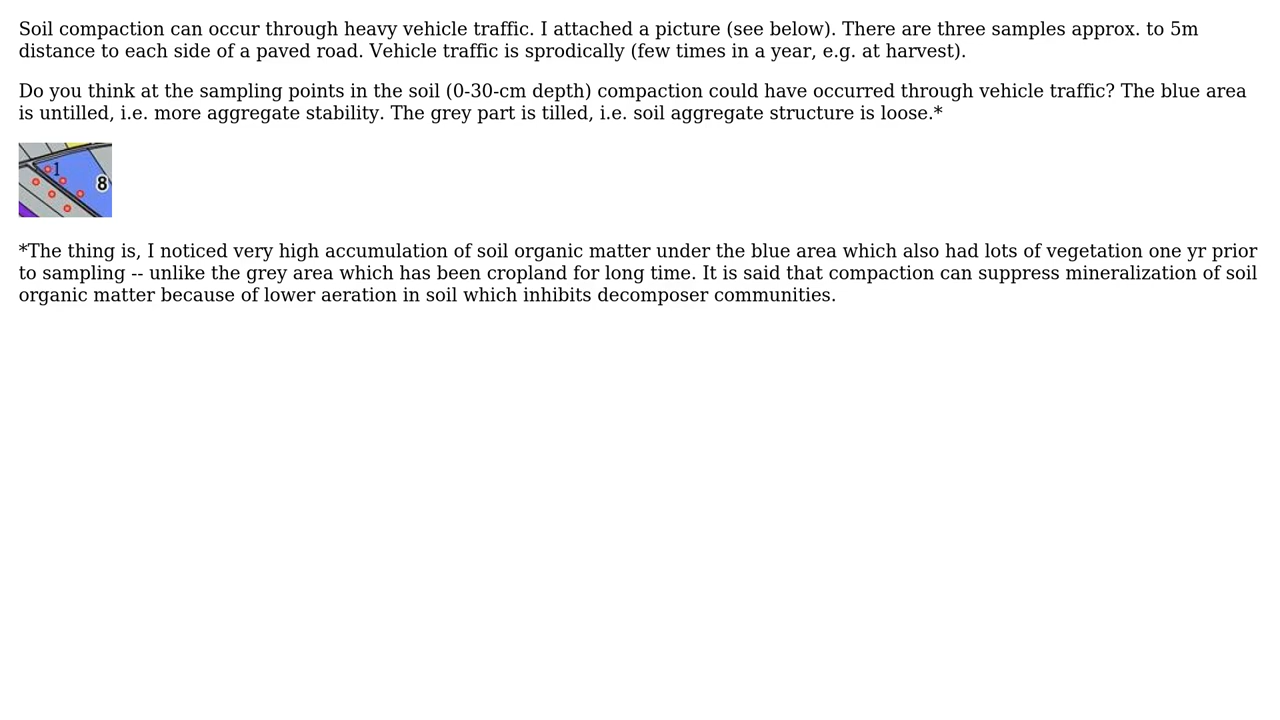 Soil compaction can occur through heavy vehicle traffic. I attached a picture (see below). There are three samples approx. to 5m
distance to each side of a paved road. Vehicle traffic is sprodically (few times in a year, e.g. at harvest).
Do you think at the sampling points in the soil (0-30-cm depth) compaction could have occurred through vehicle traffic? The blue area
is untilled, i.e. more aggregate stability. The grey part is tilled, i.e. soil aggregate structure is loose.*
1
8
*The thing is, I noticed very high accumulation of soil organic matter under the blue area which also had lots of vegetation one yr prior
to sampling -- unlike the grey area which has been cropland for long time. It is said that compaction can suppress mineralization of soil
organic matter because of lower aeration in soil which inhibits decomposer communities.